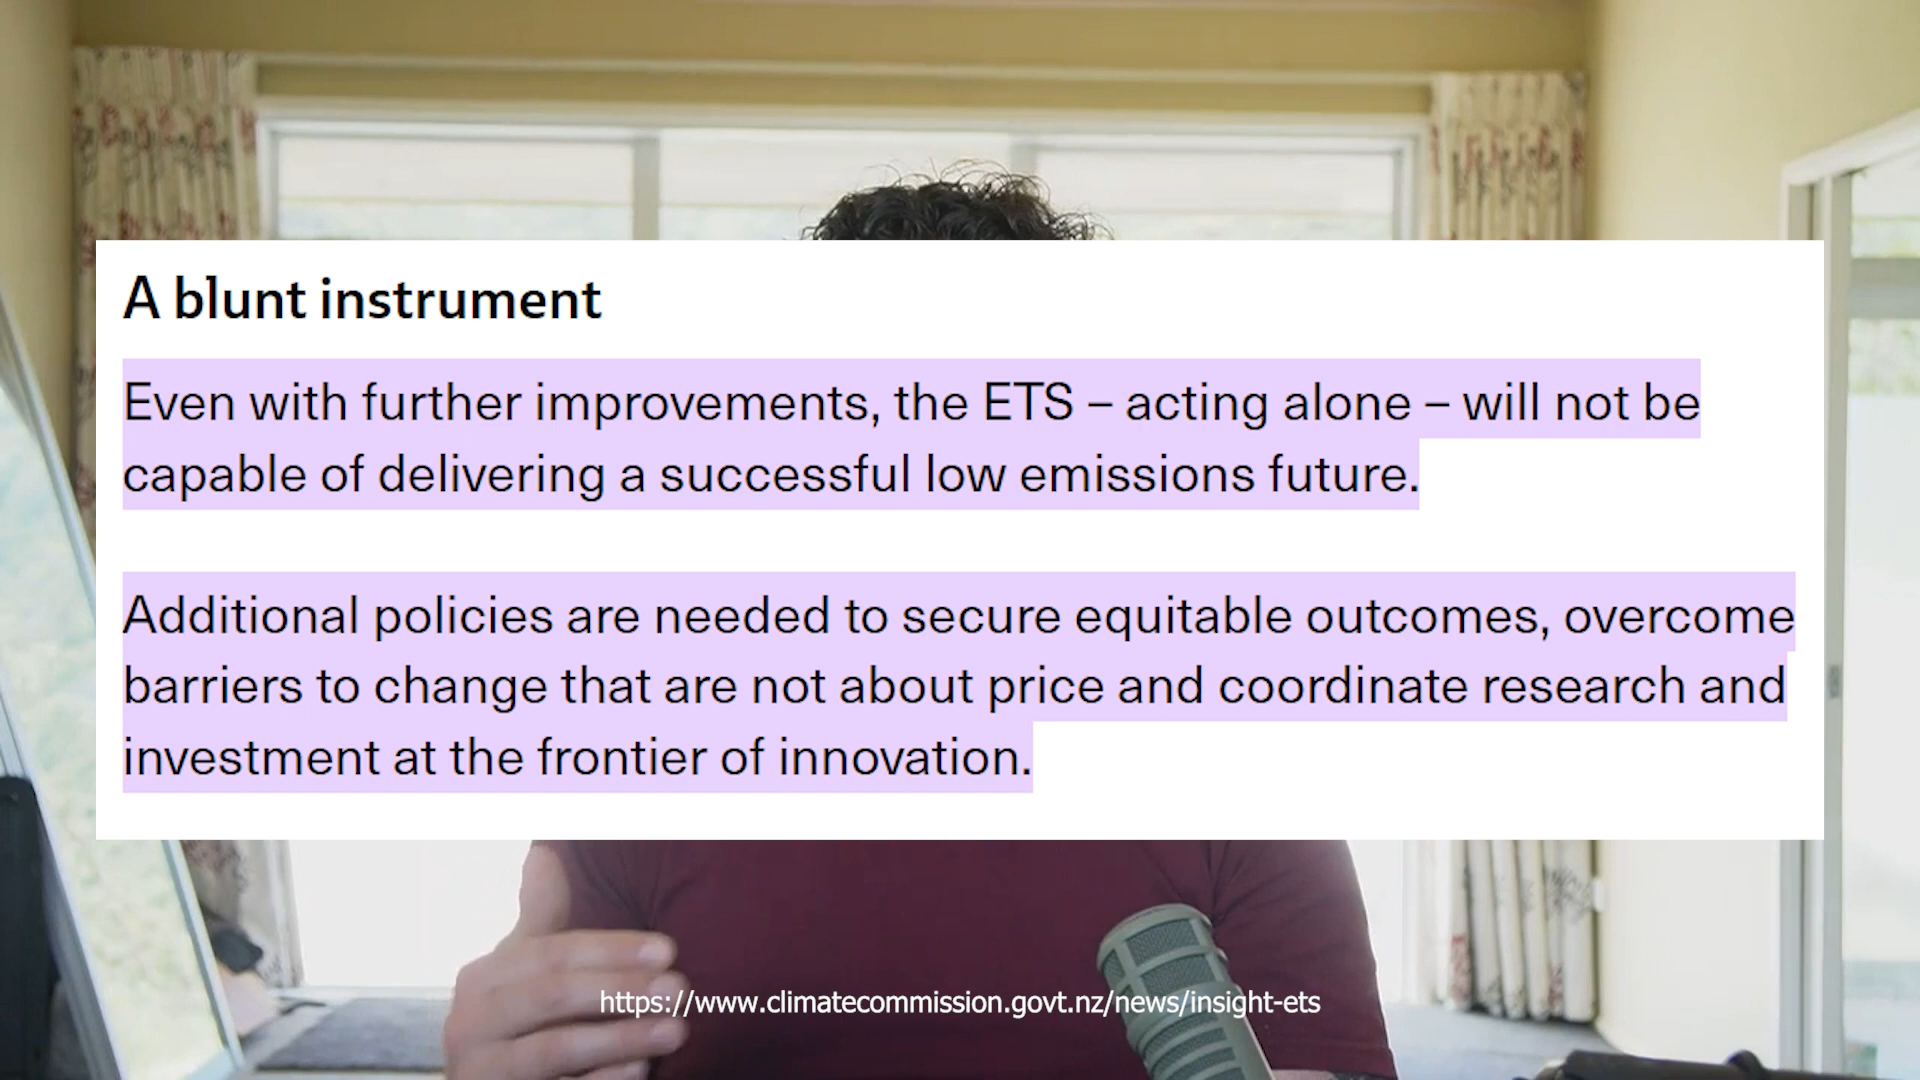 A blunt instrument
Even with further improvements, the ETS – acting alone – will not be
capable of delivering a successful low emissions future.
Additional policies are needed to secure equitable outcomes, overcome
barriers to change that are not about price and coordinate research and
investment at the frontier of innovation.
https://www.climatecommission.govt.nz/news/insight-ets